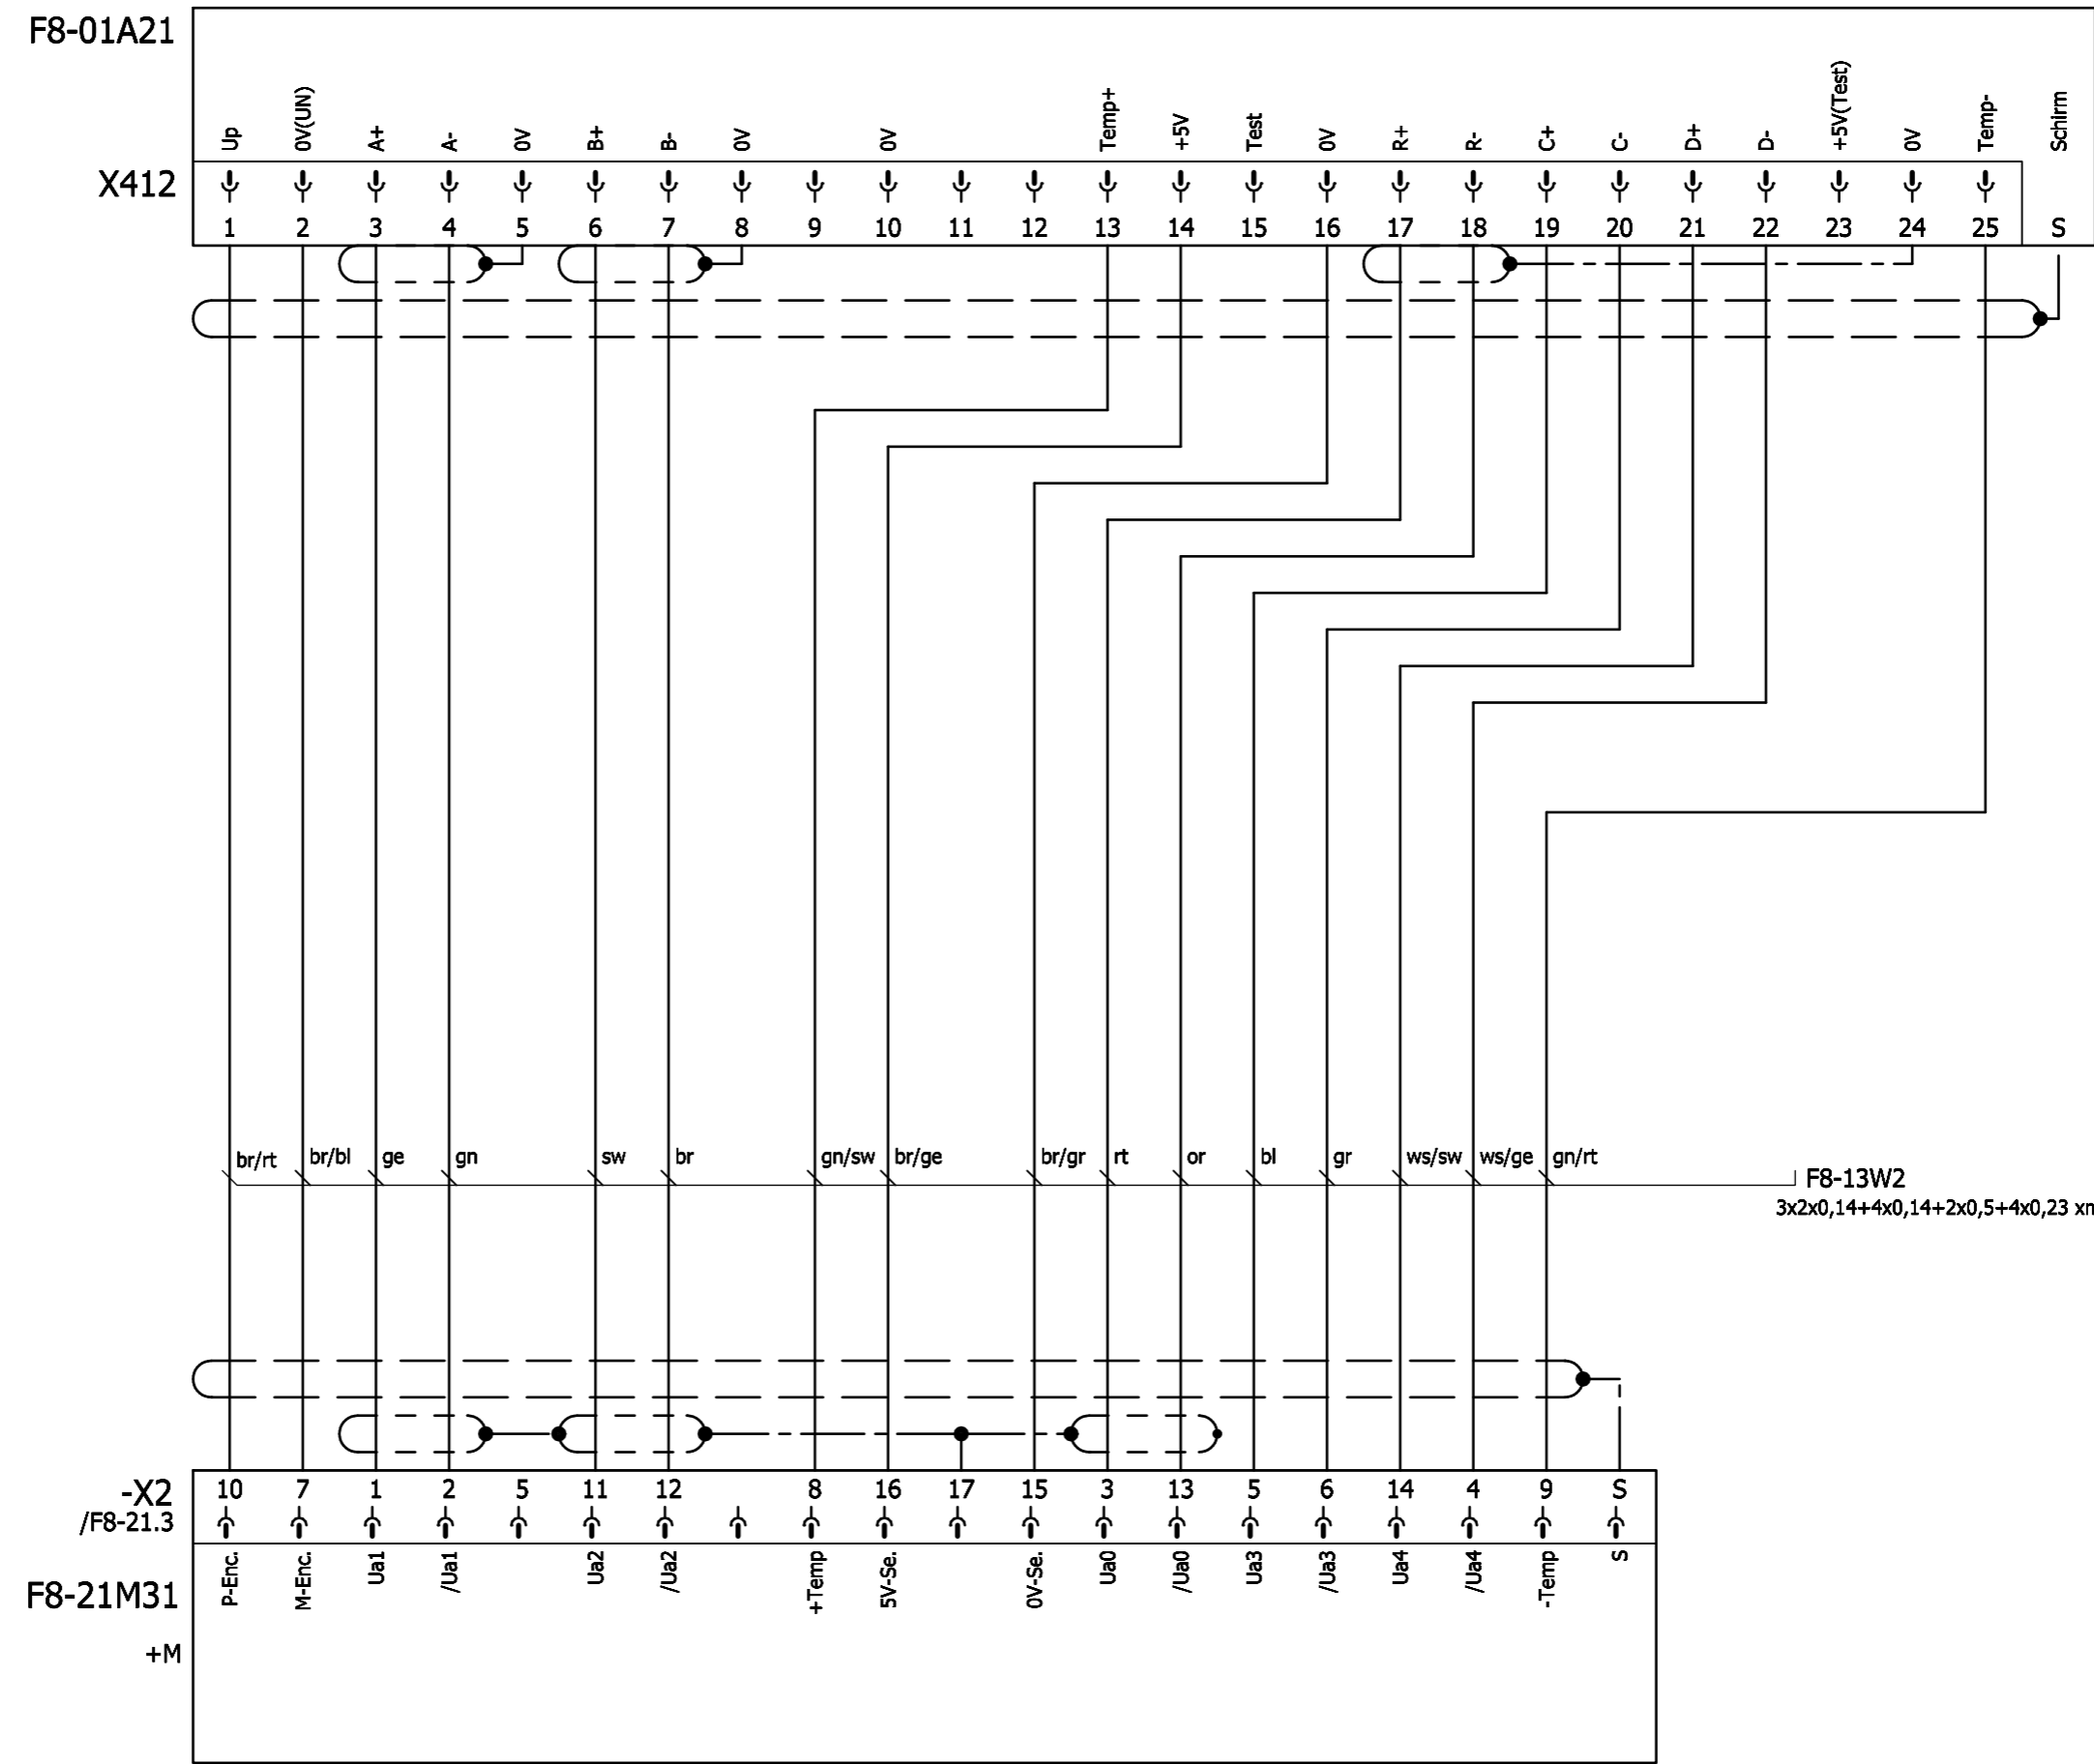 F8-01A21
Up 0V(UN) A+ A- 0V B+ B- 0V 0V Temp+ +5V Test 0V R+ R- C+ C- D+ D- +5V(Test) 0V Temp- Schirm
X412
1 2 3 4 5 6 7 8 9 10 11 12 13 14 15 16 17 18 19 20 21 22 23 24 25 S
br/rt br/bl ge gn sw br gn/sw br/ge br/gr rt or bl gr ws/sw ws/ge gn/rt
F8-13W2
3x2x0,14+4x0,14+2x0,5+4x0,23
-X2 10 7 1 2 5 11 12 8 16 17 15 3 13 5 6 14 4 9 S
/F8-21.3
P-Enc. M-Enc. Ua1 /Ua1 Ua2 /Ua2 +Temp 5V-Se. 0V-Se. Ua0 /Ua0 Ua3 /Ua3 Ua4 /Ua4 -Temp S
F8-21M31
+M